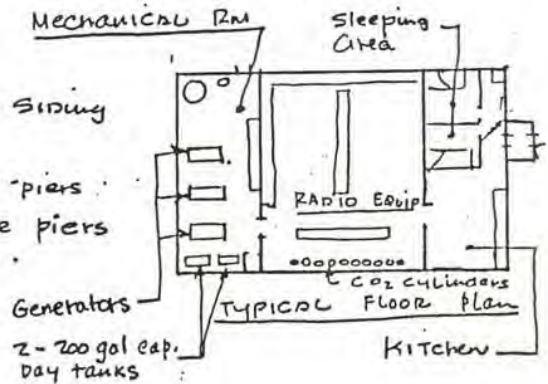 Mechanical Rm
Sleeping
Area
Siding
piers
piers
RADIO Equip
CO2 cylinders
TYPICAL FLOOR Plan
Generators
2-200 gal cap.
Day tanks
KITCHEN